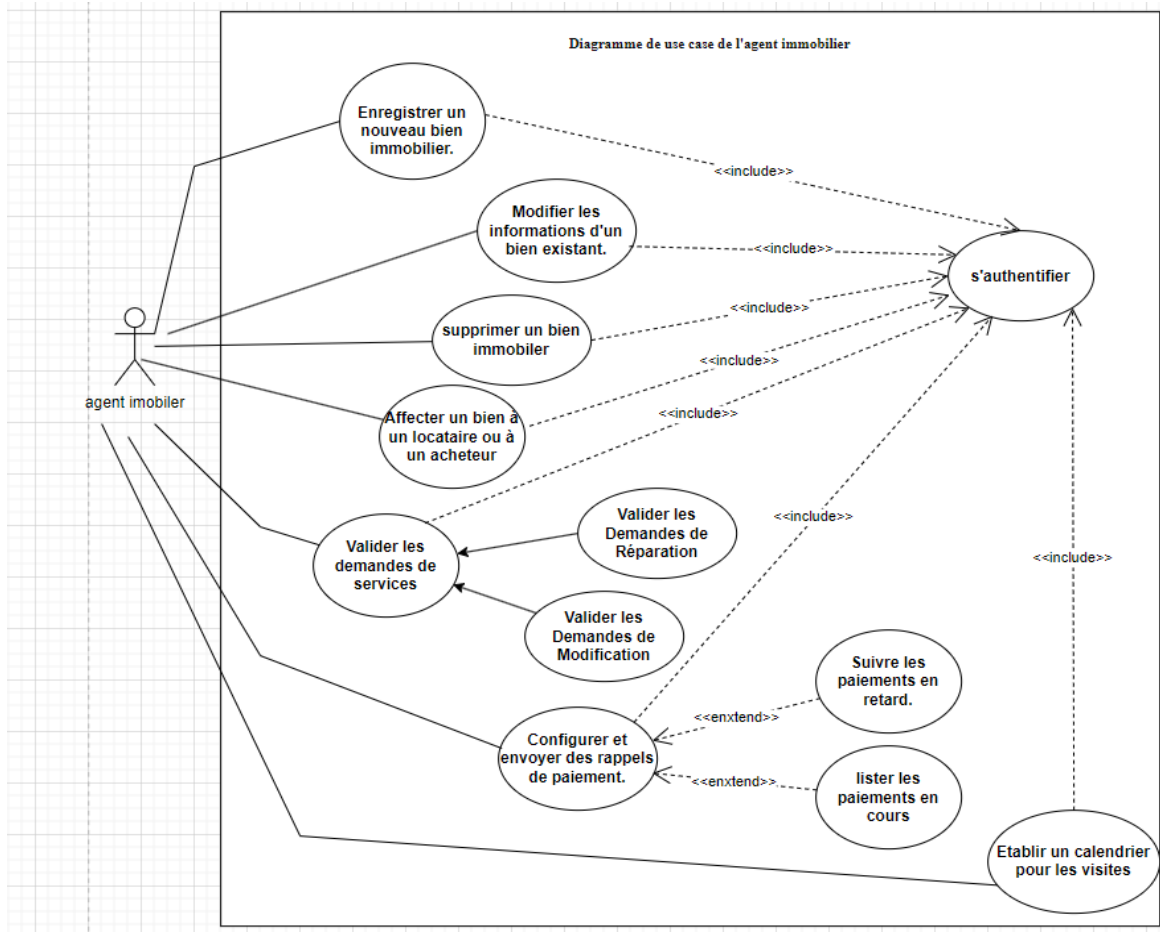 Diagramme de use case de l'agent immobilier
Enregistrer un
nouveau bien
immobilier.
<<include>>
Modifier les
informations d'un
bien existant.
<<include>>
s'authentifier
supprimer un bien
immobiler
<<include>>
agent imobiler
Affecter un bien à
un locataire ou à
un acheteur
<<include>>
<<include>>
Valider les
demandes de
services
Valider les
Demandes de
Réparation
<<include>>
<<include>>
Valider les
Demandes de
Modification
Suivre les
paiements en
retard.
<<enxtend>>
Configurer et
envoyer des rappels
de paiement.
<<enxtend>>
lister les
paiements en
cours
Etablir un calendrier
pour les visites